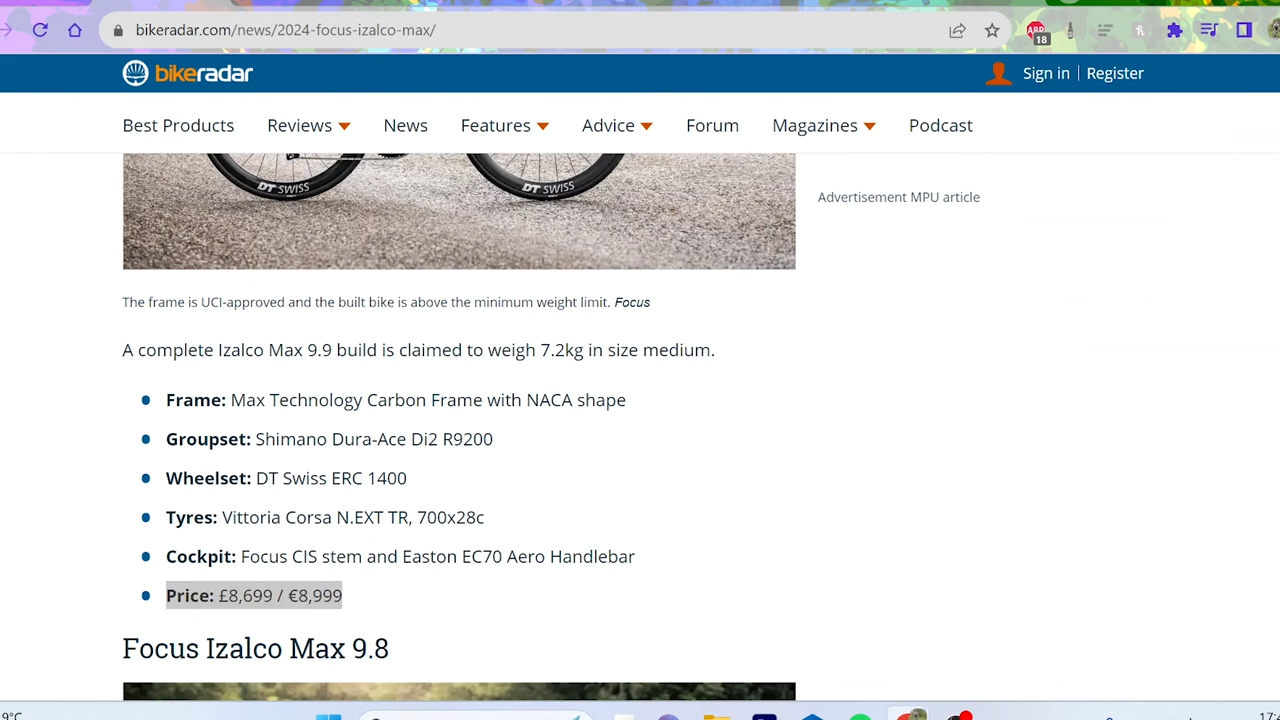 bikeradar.com/news/2024-focus-izalco-max/
ABP
18
bikeradar
Sign in | Register
Best Products Reviews News Features Advice Forum Magazines Podcast
DT SWISS DT SWISS
Advertisement MPU article
The frame is UCI-approved and the built bike is above the minimum weight limit. Focus
A complete Izalco Max 9.9 build is claimed to weigh 7.2kg in size medium.
Frame: Max Technology Carbon Frame with NACA shape
Groupset: Shimano Dura-Ace Di2 R9200
Wheelset: DT Swiss ERC 1400
Tyres: Vittoria Corsa N.EXT TR, 700x28c
Cockpit: Focus CIS stem and Easton EC70 Aero Handlebar
Price: £8,699 / €8,999
Focus Izalco Max 9.8
9°C